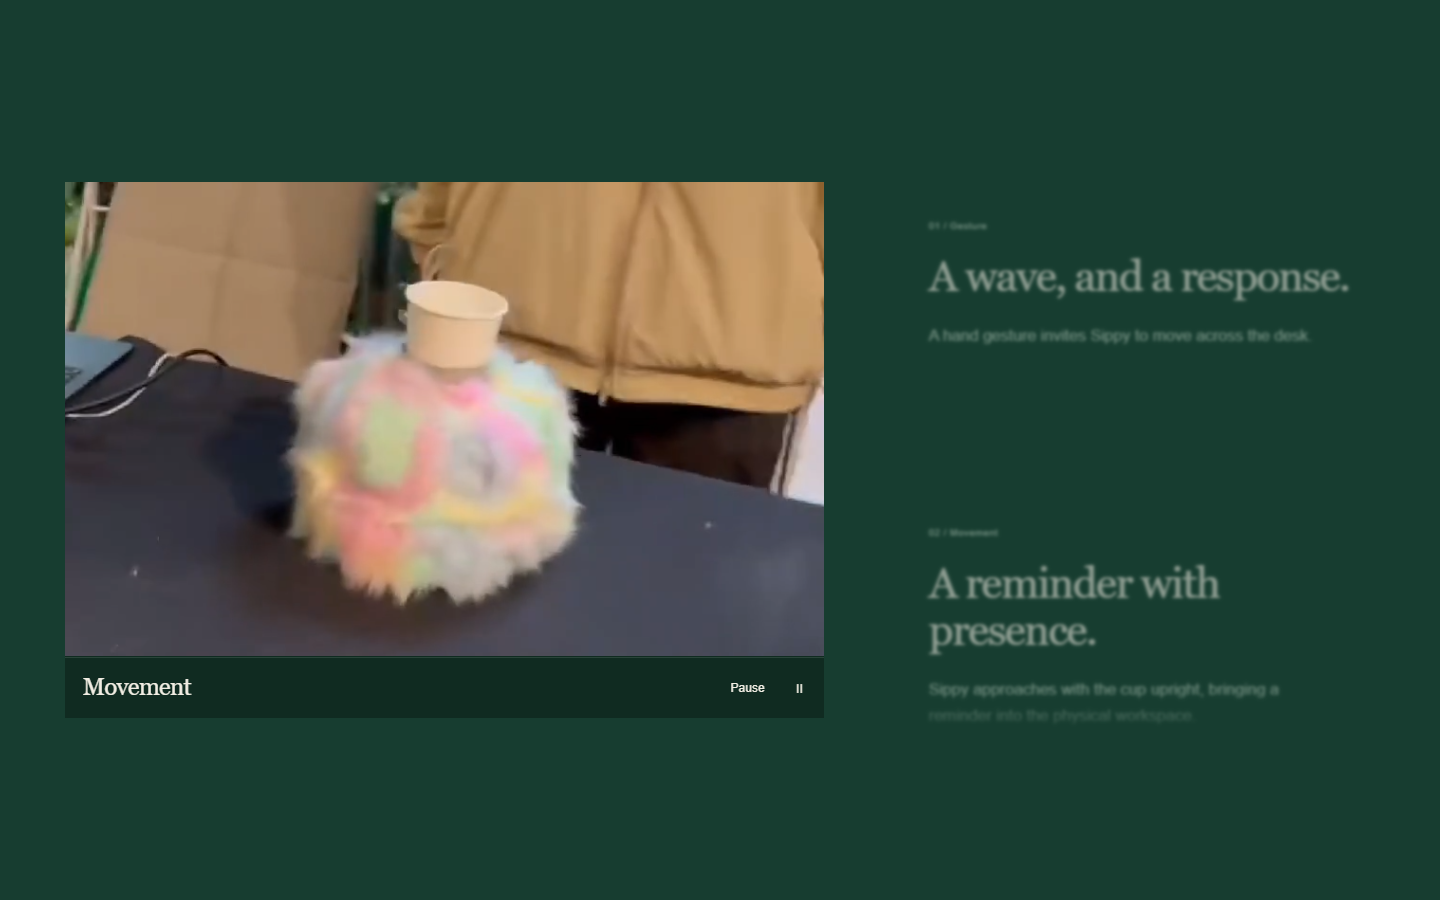 Movement
Pause
01 / Gesture
A wave, and a response.
A hand gesture invites Sippy to move across the desk.
02 / Movement
A reminder with
presence.
Sippy approaches with the cup upright, bringing a
reminder into the physical workspace.